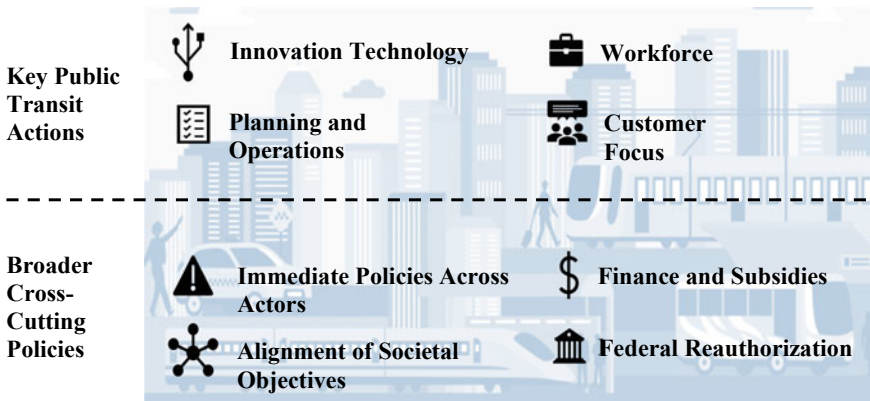 Key Public
Transit
Actions
Innovation Technology
Workforce
Planning and
Operations
Customer
Focus
Broader
Cross-
Cutting
Policies
Immediate Policies Across
Actors
Finance and Subsidies
Alignment of Societal
Objectives
Federal Reauthorization